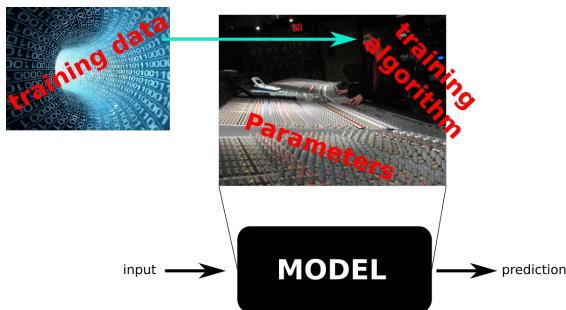 training data
training
algorithm
Parameters
input
MODEL
prediction